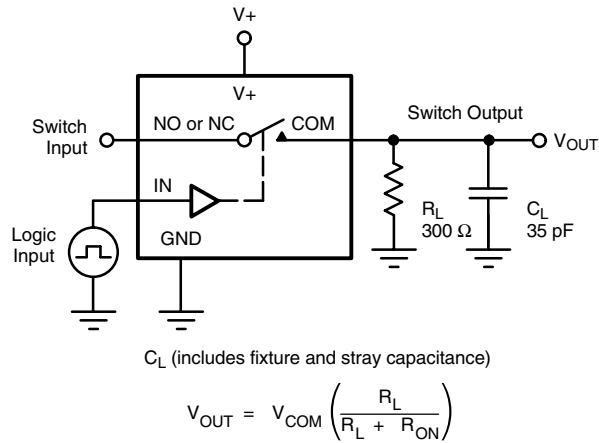 V+
V+
Switch Output
NO or NC
COM
Switch
Input
VOUT
IN
RL
300 Ω
CL
35 pF
Logic
Input
GND
CL (includes fixture and stray capacitance)
VOUT = VCOM (RL / RL + RON)